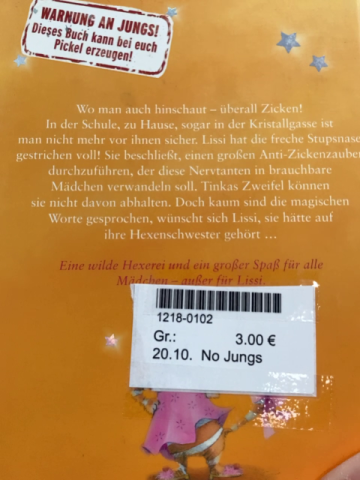 WARNUNG AN JUNGS!
Dieses Buch kann bei euch
Pickel erzeugen!
Wo man auch hinschaut – überall Zicken!
In der Schule, zu Hause, sogar in der Kristallgasse ist
man nicht mehr vor ihnen sicher. Lissi hat die freche Stupsnase
gestrichen voll! Sie beschließt, einen großen Anti-Zickenzauber
durchzuführen, der diese Nervtanten in brauchbare
Mädchen verwandeln soll. Tinkas Zweifel können
sie nicht davon abhalten. Doch kaum sind die magischen
Worte gesprochen, wünscht sich Lissi, sie hätte auf
ihre Hexenschwester gehört ...
Eine wilde Hexerei und ein großer Spaß für alle
Mädchen – außer für Lissi
1218-0102
Gr.: 3.00 €
20.10. No Jungs